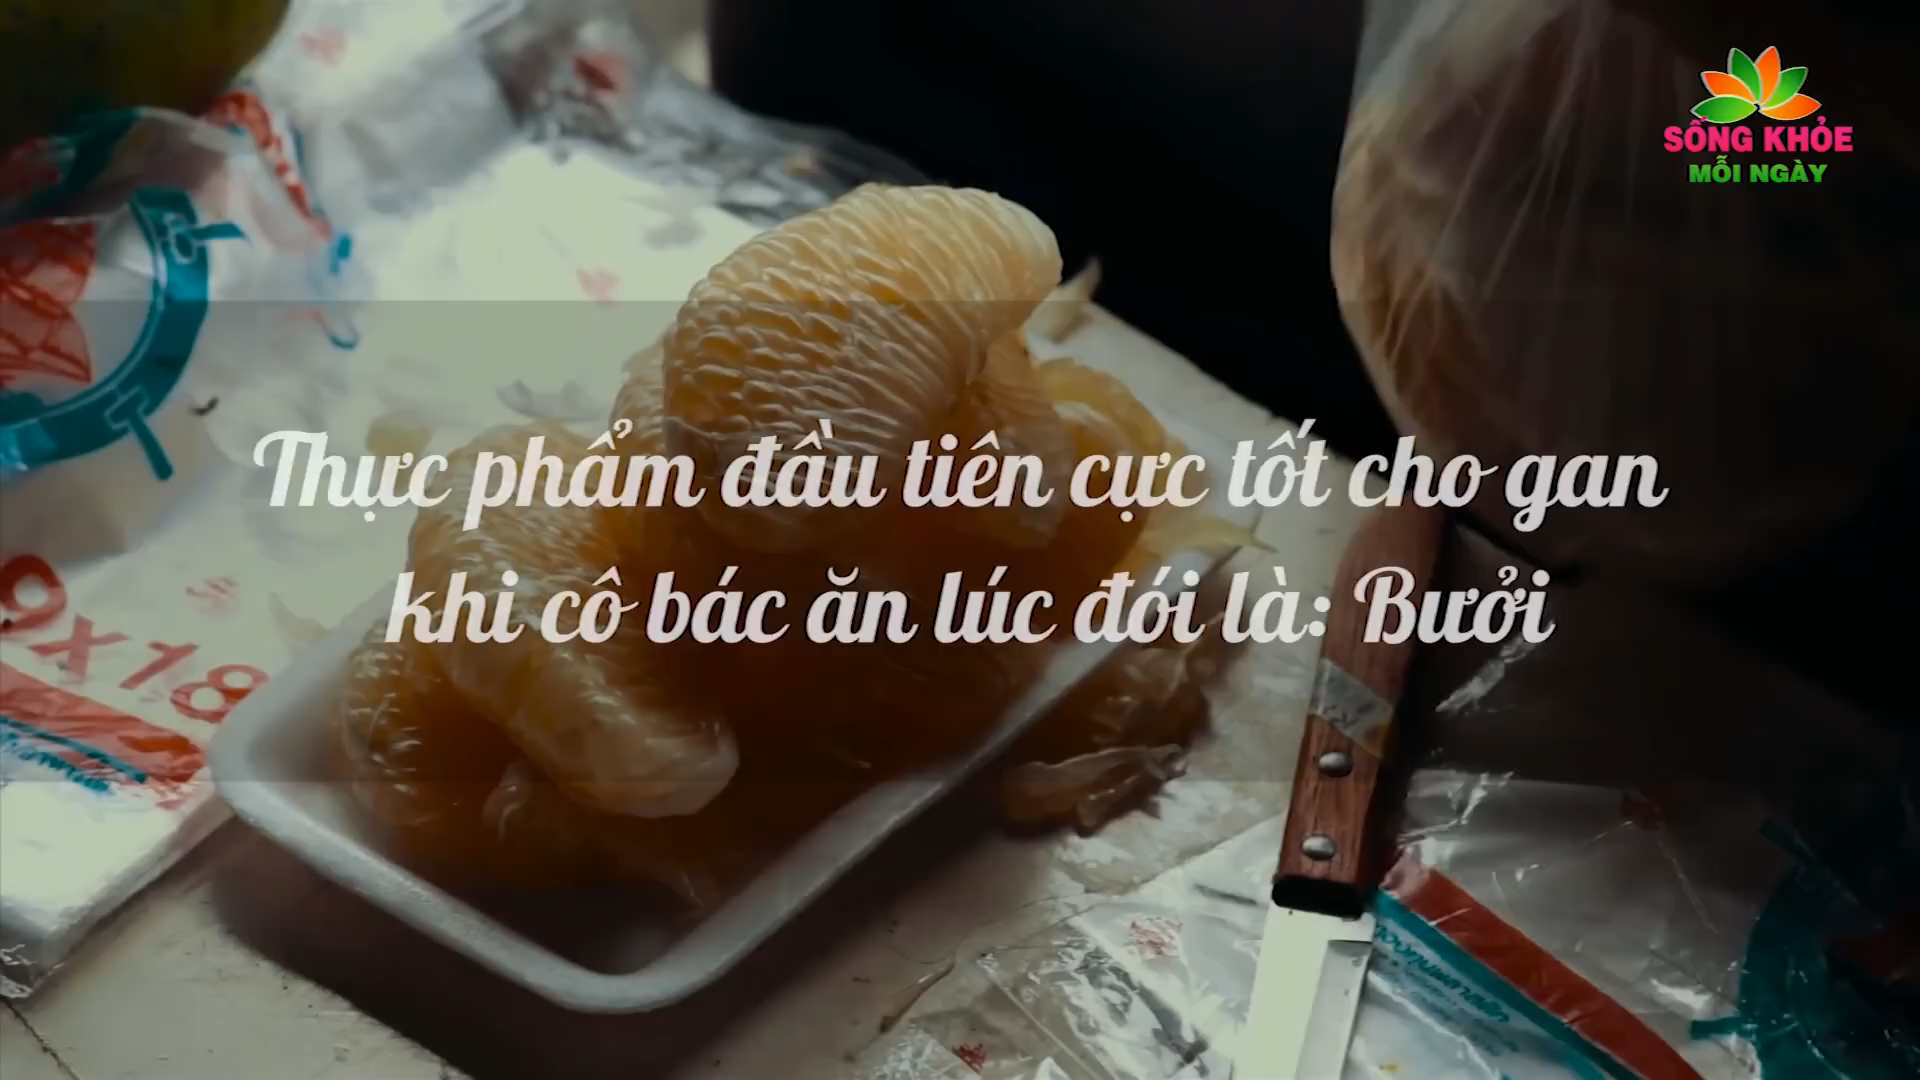 SỐNG KHỎE
MỖI NGÀY
Thực phẩm đầu tiên cực tốt cho gan
khi cô bác ăn lúc đói là: Bưởi
9x18